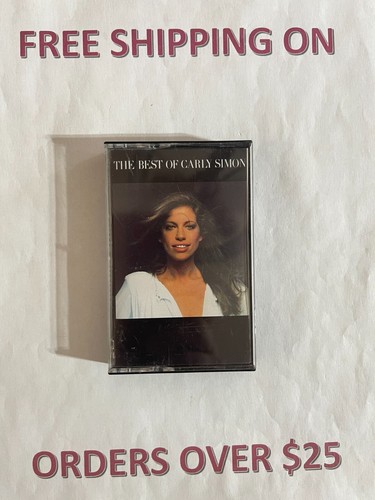 FREE SHIPPING ON
THE BEST OF CARLY SIMON
ORDERS OVER $25